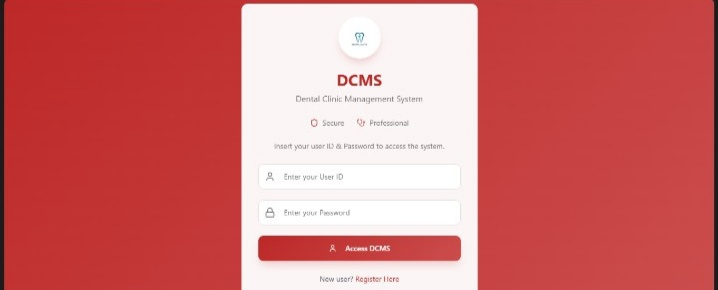 DCMS
Dental Clinic Management System
Secure Professional
Insert your user ID & Password to access the system.
Enter your User ID
Enter your Password
Access DCMS
New user? Register Here